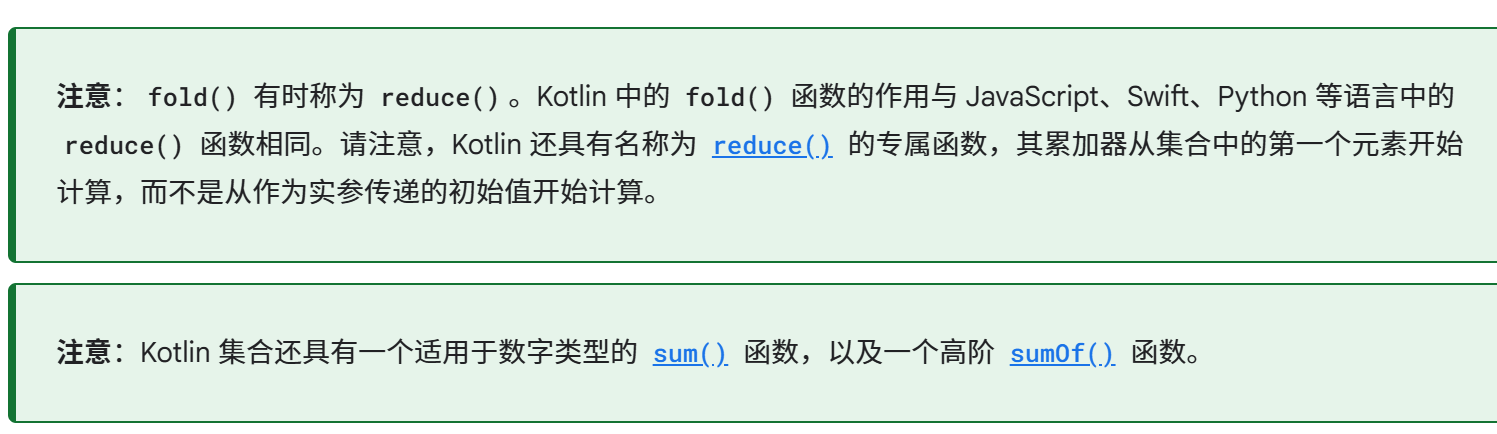 注意： fold() 有时称为 reduce() 。Kotlin 中的 fold() 函数的作用与 JavaScript、Swift、Python 等语言中的
reduce() 函数相同。请注意，Kotlin 还具有名称为 reduce() 的专属函数，其累加器从集合中的第一个元素开始
计算，而不是从作为实参传递的初始值开始计算。
注意：Kotlin 集合还具有一个适用于数字类型的 sum() 函数，以及一个高阶 sumOf() 函数。